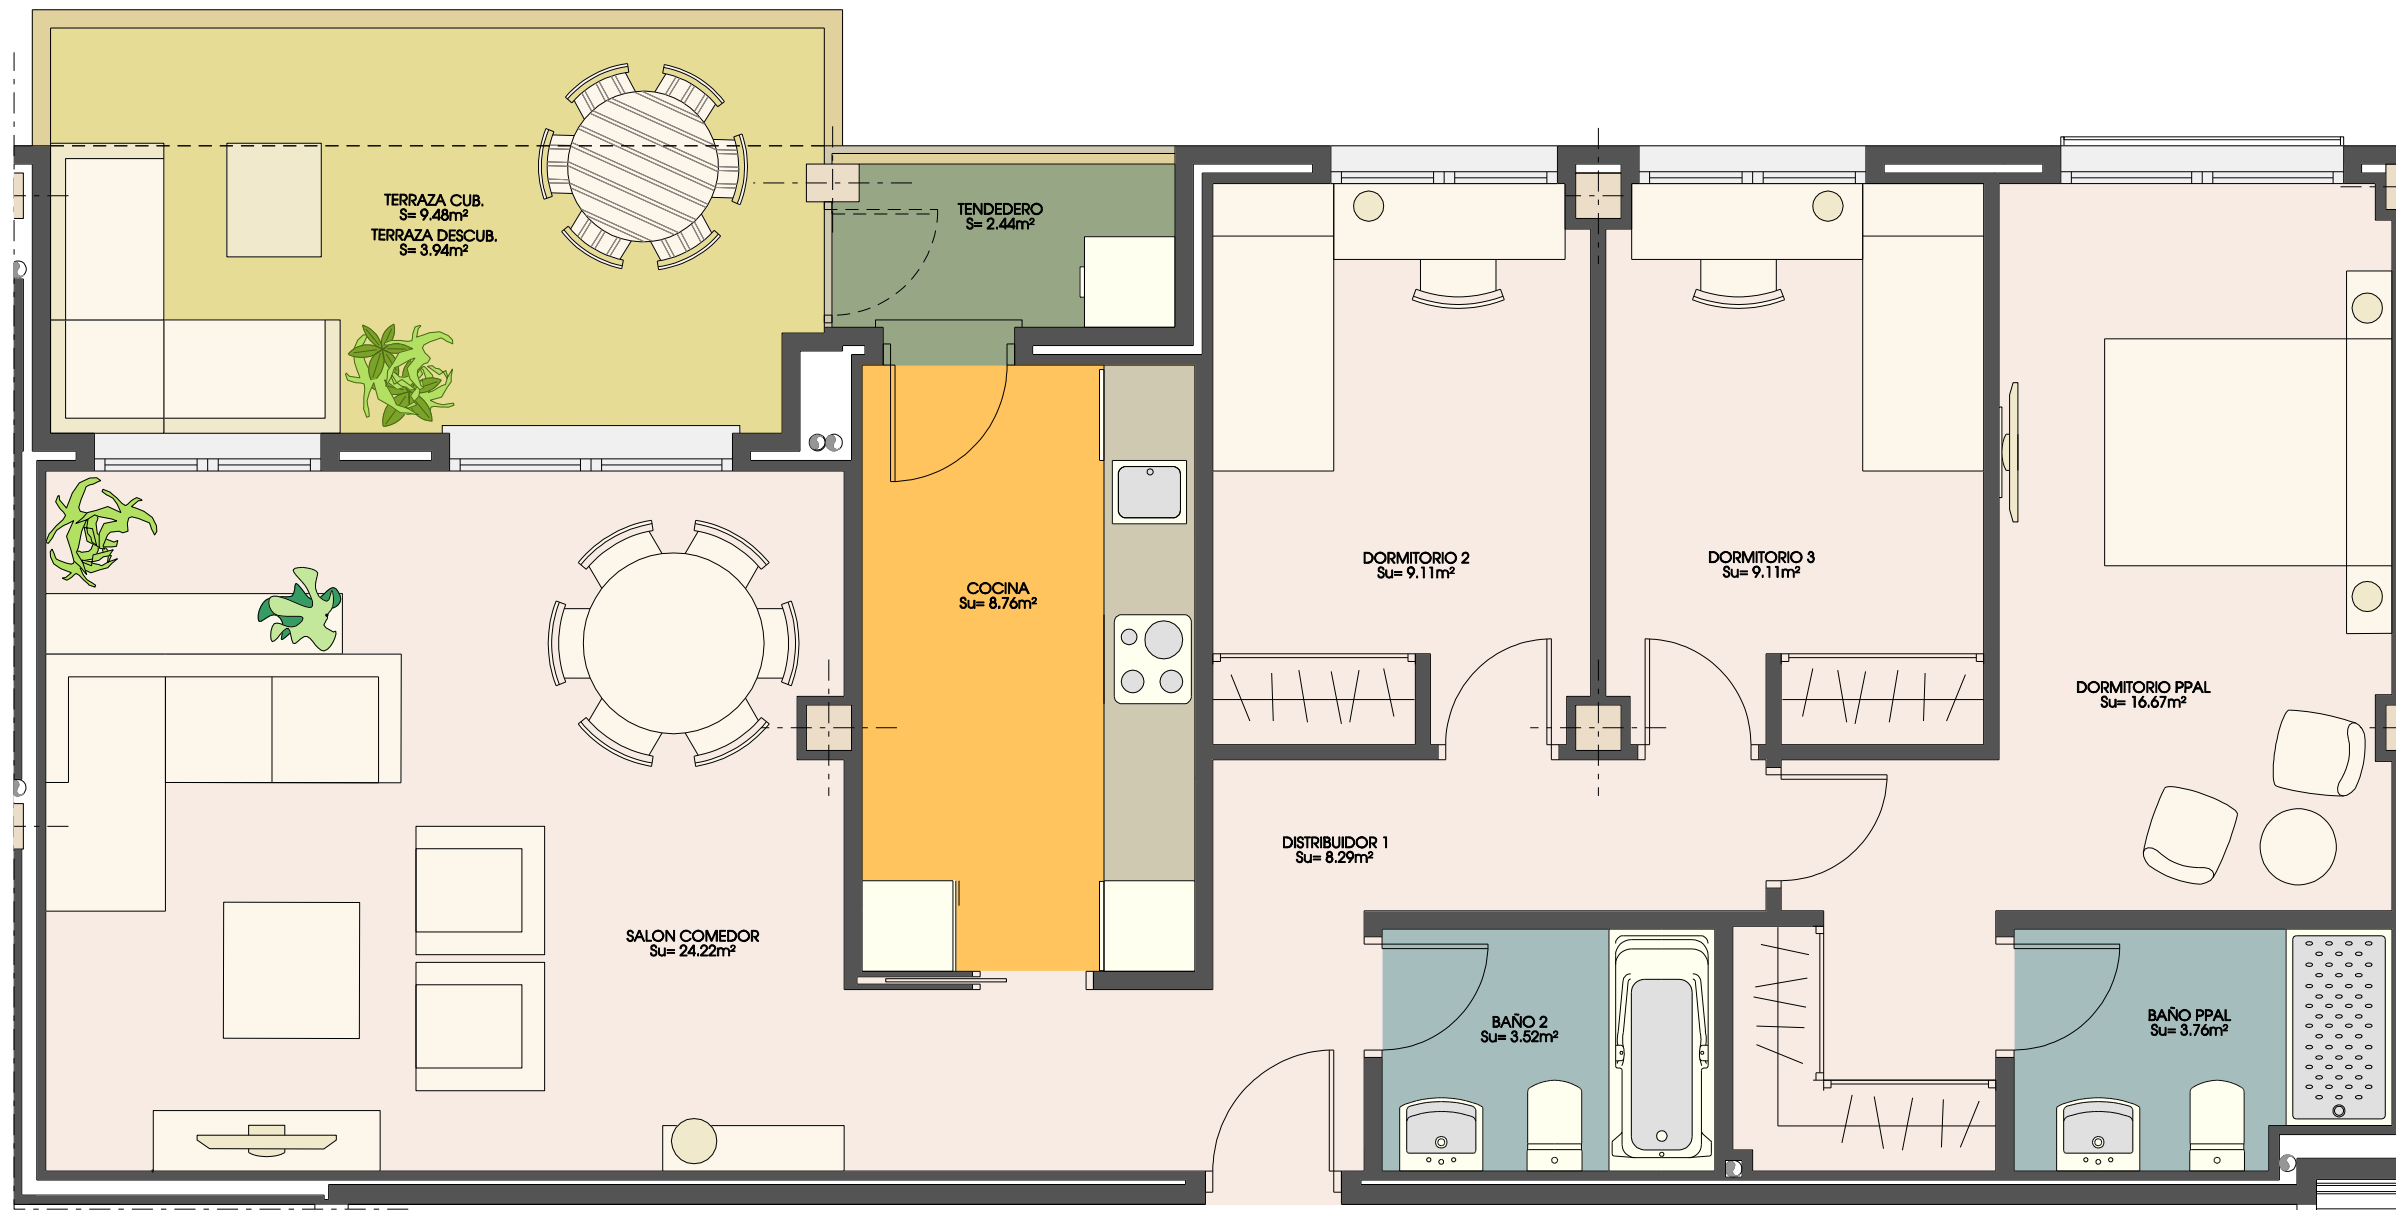 TERRAZA CUB.
S= 9.48m²
TERRAZA DESCUB.
S= 3.94m²
TENDEDERO
S= 2.44m²
COCINA
Su= 8.76m²
DORMITORIO 2
Su= 9.11m²
DORMITORIO 3
Su= 9.11m²
DORMITORIO PPAL
Su= 16.67m²
DISTRIBUIDOR 1
Su= 8.29m²
SALON COMEDOR
Su= 24.22m²
BAÑO 2
Su= 3.52m²
BAÑO PPAL
Su= 3.76m²